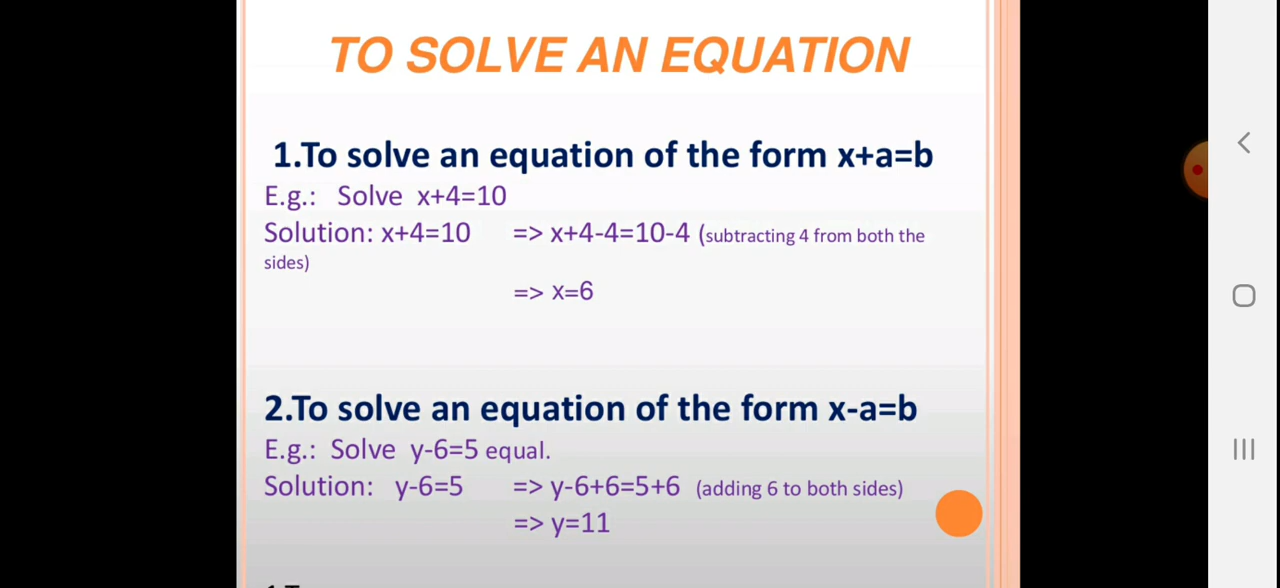 TO SOLVE AN EQUATION
1.To solve an equation of the form x+a=b
E.g.: Solve x+4=10
Solution: x+4=10 => x+4-4=10-4 (subtracting 4 from both the
sides)
=> x=6
2.To solve an equation of the form x-a=b
E.g.: Solve y-6=5 equal.
Solution: y-6=5 => y-6+6=5+6 (adding 6 to both sides)
=> y=11